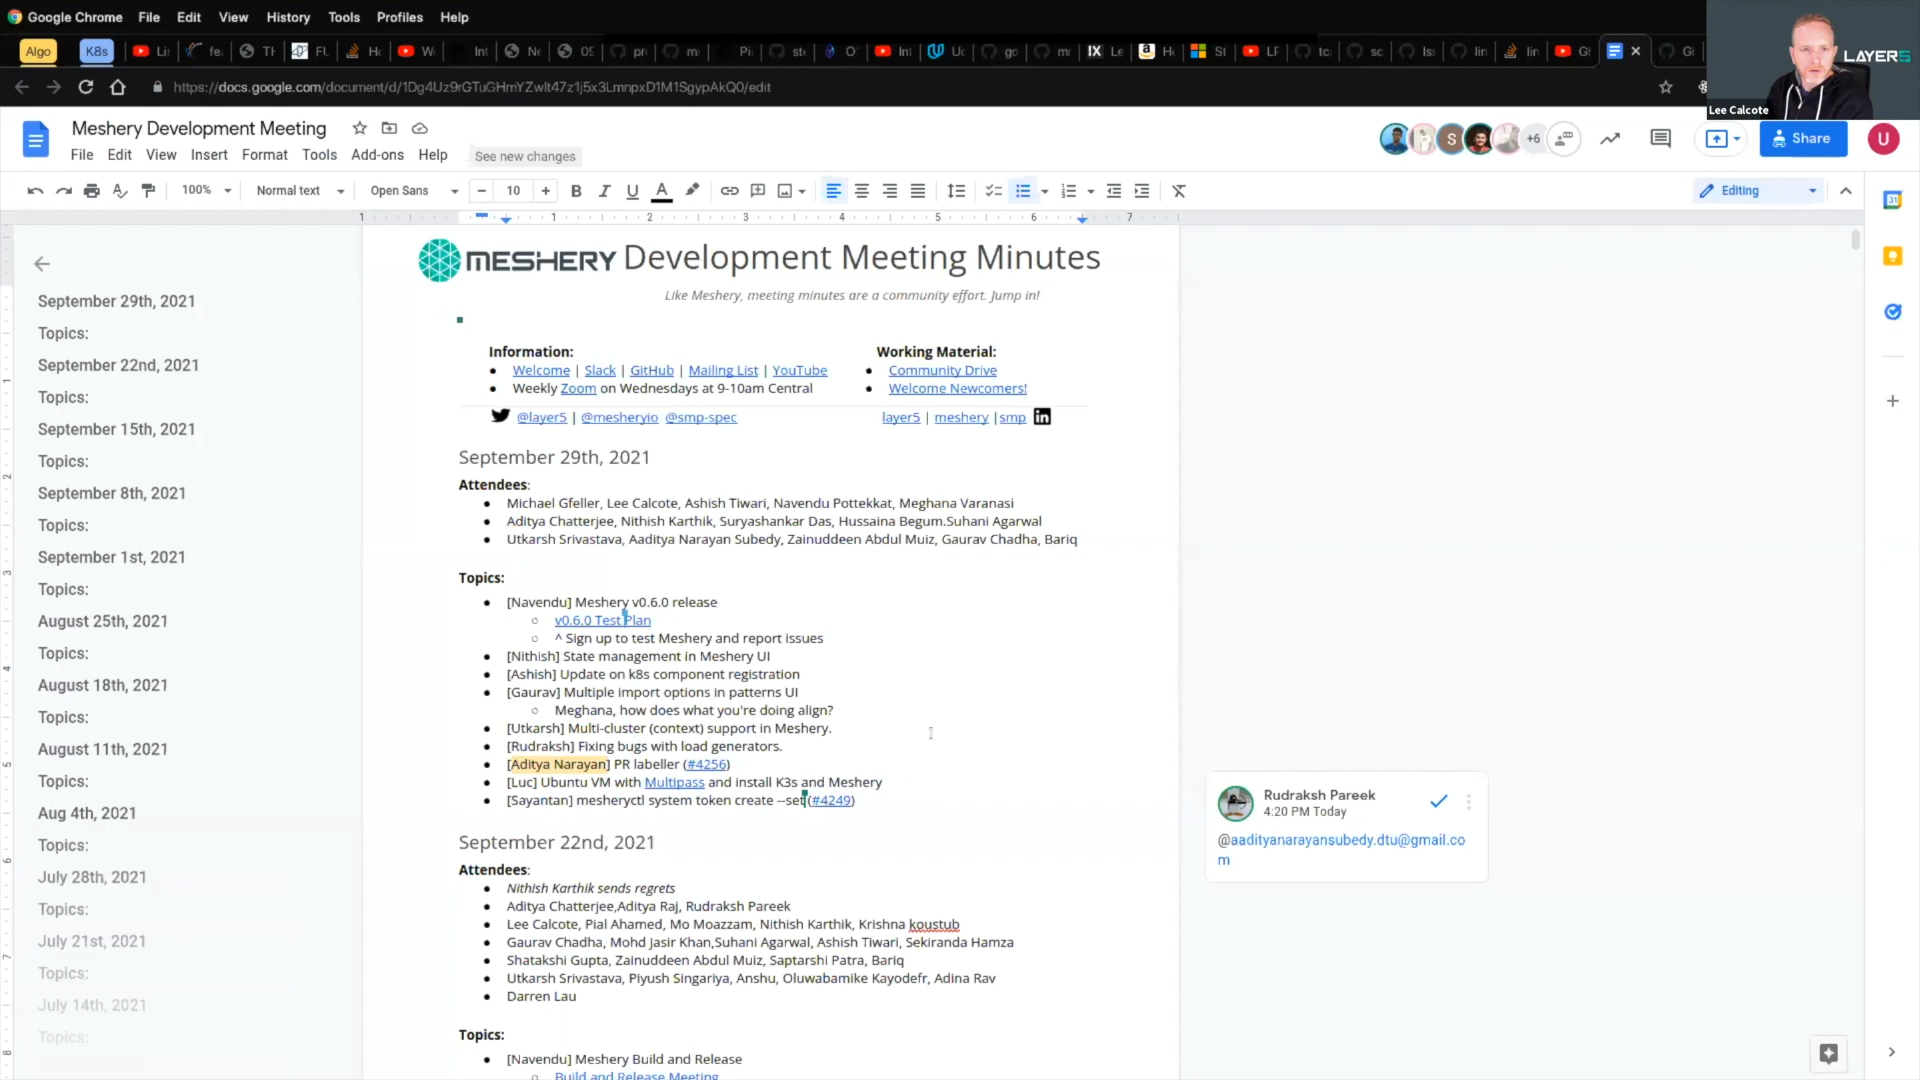 Google Chrome File Edit View History Tools Profiles Help
Algo K8s
https://docs.google.com/document/d/1Dg4Uz9rGTuGHmYZwIt47z1j5x3LmnpxD1M1SgypAkQ0/edit
LAYER5
Lee Calcote
Meshery Development Meeting
File Edit View Insert Format Tools Add-ons Help See new changes
S +6 Share U
100% Normal text Open Sans 10 B I U A Editing
1 1 2 3 4 5 6 7
MESHERY Development Meeting Minutes
Like Meshery, meeting minutes are a community effort. Jump in!
Information:
• Welcome | Slack | GitHub | Mailing List | YouTube
• Weekly Zoom on Wednesdays at 9-10am Central
Working Material:
• Community Drive
• Welcome Newcomers!
@layer5 | @mesheryio @smp-spec
layer5 | meshery |smp in
September 29th, 2021
Attendees:
• Michael Gfeller, Lee Calcote, Ashish Tiwari, Navendu Pottekkat, Meghana Varanasi
• Aditya Chatterjee, Nithish Karthik, Suryashankar Das, Hussaina Begum.Suhani Agarwal
• Utkarsh Srivastava, Aaditya Narayan Subedy, Zainuddeen Abdul Muiz, Gaurav Chadha, Bariq
Topics:
• [Navendu] Meshery v0.6.0 release
○ v0.6.0 Test Plan
○ ^ Sign up to test Meshery and report issues
• [Nithish] State management in Meshery UI
• [Ashish] Update on k8s component registration
• [Gaurav] Multiple import options in patterns UI
○ Meghana, how does what you're doing align?
• [Utkarsh] Multi-cluster (context) support in Meshery.
• [Rudraksh] Fixing bugs with load generators.
• [Aditya Narayan] PR labeller (#4256)
• [Luc] Ubuntu VM with Multipass and install K3s and Meshery
• [Sayantan] mesheryctl system token create --set (#4249)
September 22nd, 2021
Attendees:
• Nithish Karthik sends regrets
• Aditya Chatterjee,Aditya Raj, Rudraksh Pareek
• Lee Calcote, Pial Ahamed, Mo Moazzam, Nithish Karthik, Krishna koustub
• Gaurav Chadha, Mohd Jasir Khan,Suhani Agarwal, Ashish Tiwari, Sekiranda Hamza
• Shatakshi Gupta, Zainuddeen Abdul Muiz, Saptarshi Patra, Bariq
• Utkarsh Srivastava, Piyush Singariya, Anshu, Oluwabamike Kayodefr, Adina Rav
• Darren Lau
Topics:
• [Navendu] Meshery Build and Release
○ Build and Release Meeting
September 29th, 2021
Topics:
September 22nd, 2021
Topics:
September 15th, 2021
Topics:
September 8th, 2021
Topics:
September 1st, 2021
Topics:
August 25th, 2021
Topics:
August 18th, 2021
Topics:
August 11th, 2021
Topics:
Aug 4th, 2021
Topics:
July 28th, 2021
Topics:
July 21st, 2021
Topics:
July 14th, 2021
Topics:
Rudraksh Pareek
4:20 PM Today
@aadityanarayansubedy.dtu@gmail.co
m